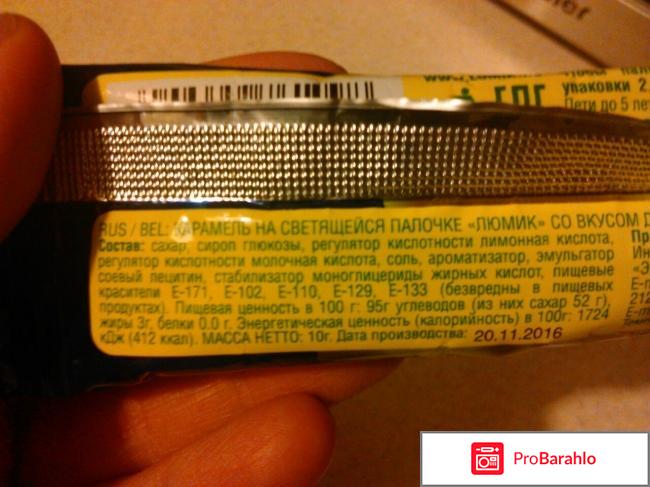 упаковки 2.
Дети до 5 лет
RUS / BEL: КАРАМЕЛЬ НА СВЕТЯЩЕЙСЯ ПАЛОЧКЕ «ЛЮМИК» СО ВКУСОМ Д
Состав: сахар, сироп глюкозы, регулятор кислотности лимонная кислота,
регулятор кислотности молочная кислота, соль, ароматизатор, эмульгатор
соевый лецитин, стабилизатор моноглицериды жирных кислот, пищевые
красители Е-171, Е-102, Е-110, Е-129, Е-133 (безвредны в пищевых
продуктах). Пищевая ценность в 100 г: 95г углеводов (из них сахар 52 г),
жиры 3г, белки 0.0 г. Энергетическая ценность (калорийность) в 100г: 1724
кДж (412 ккал). МАССА НЕТТО: 10г. Дата производства: 20.11.2016
ProBarahlo